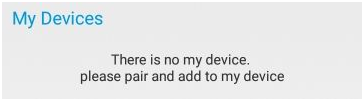 My Devices
There is no my device.
please pair and add to my device